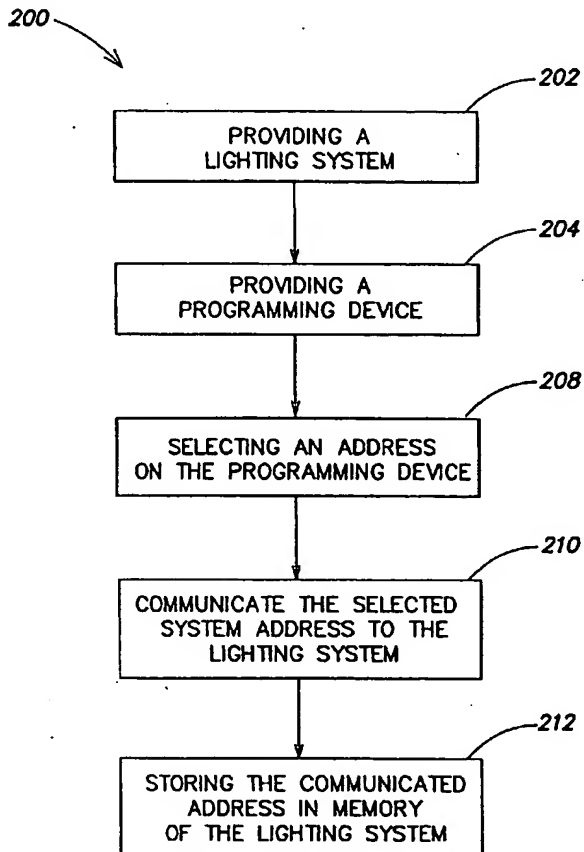 200
202
PROVIDING A
LIGHTING SYSTEM
204
PROVIDING A
PROGRAMMING DEVICE
208
SELECTING AN ADDRESS
ON THE PROGRAMMING DEVICE
210
COMMUNICATE THE SELECTED
SYSTEM ADDRESS TO THE
LIGHTING SYSTEM
212
STORING THE COMMUNICATED
ADDRESS IN MEMORY
OF THE LIGHTING SYSTEM